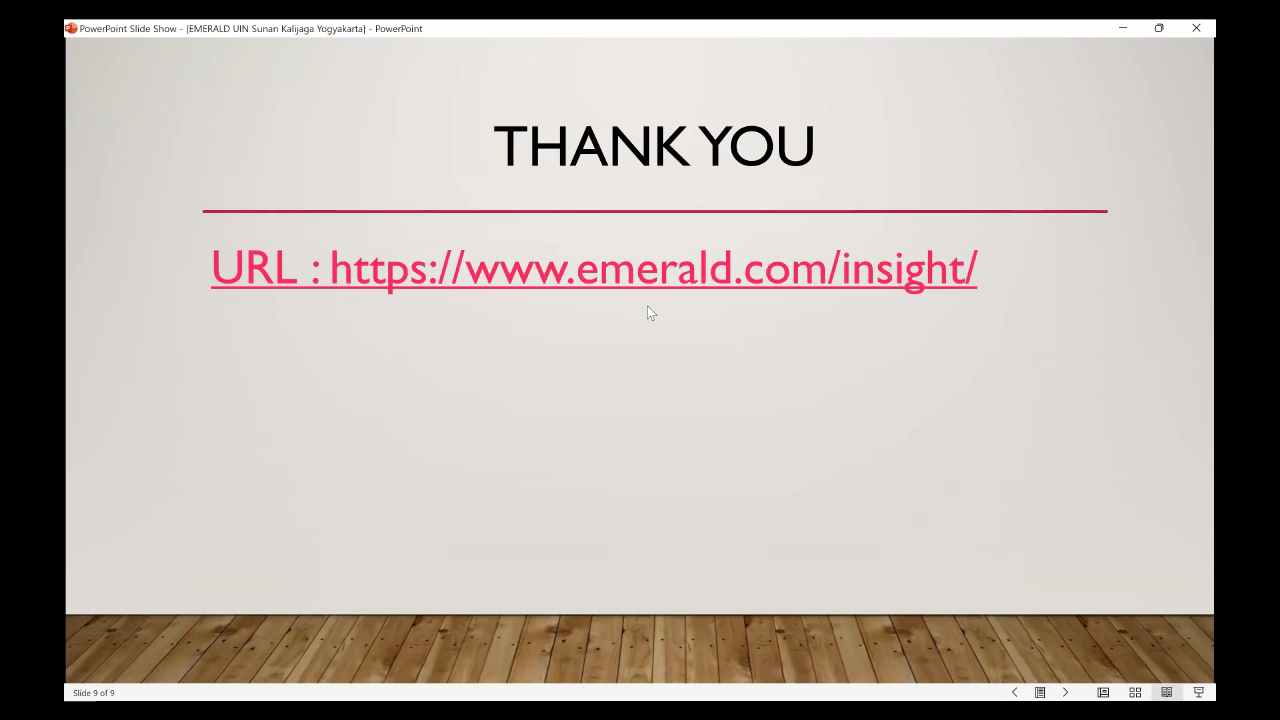 PowerPoint Slide Show - [EMERALD UIN Sunan Kalijaga Yogyakarta] - PowerPoint
THANK YOU
URL : https://www.emerald.com/insight/
Slide 9 of 9